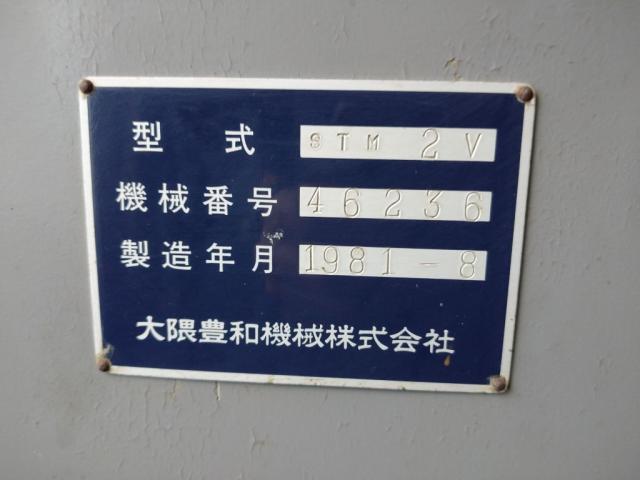 型式 STM 2V
機械番号 46236
製造年月 1981-8
大隈豊和機械株式会社